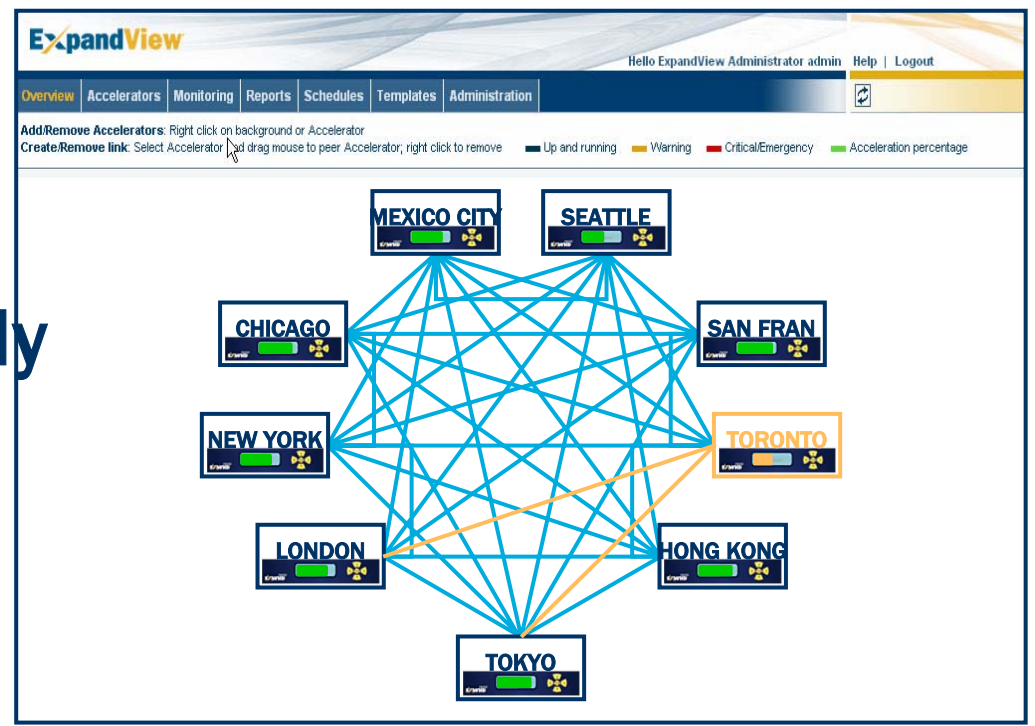 ExpandView
Hello ExpandView Administrator admin Help | Logout
Overview Accelerators Monitoring Reports Schedules Templates Administration
Add/Remove Accelerators: Right click on background or Accelerator
Create/Remove link: Select Accelerator and drag mouse to peer Accelerator; right click to remove Up and running Warning Critical/Emergency Acceleration percentage
MEXICO CITY SEATTLE
ly
CHICAGO SAN FRAN
NEW YORK TORONTO
LONDON HONG KONG
TOKYO